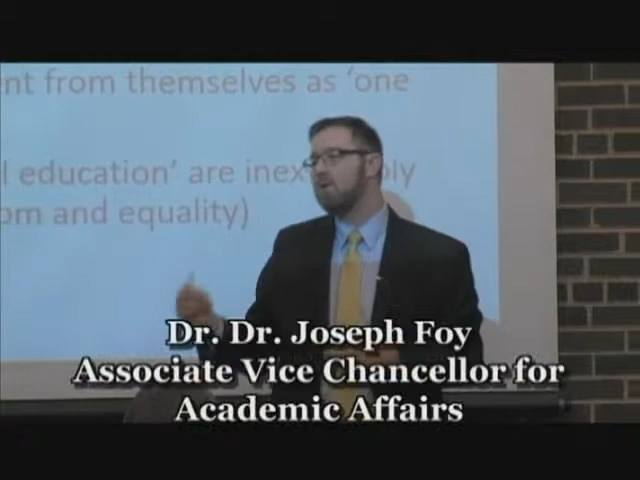 nt from themselves as ‘one
l education’ are inex
om and equality)
Dr. Dr. Joseph Foy
Associate Vice Chancellor for
Academic Affairs